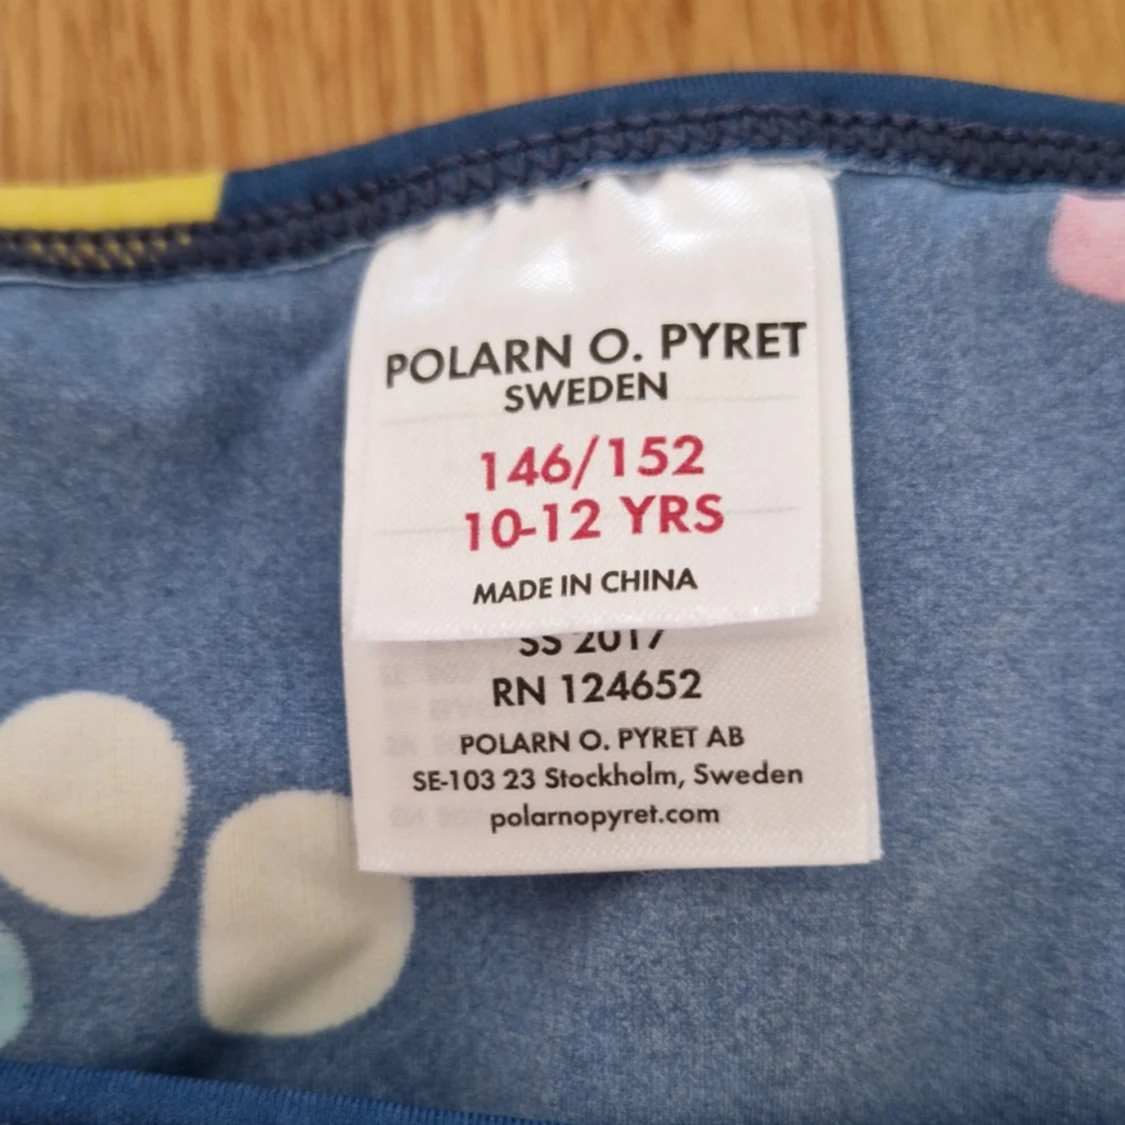 POLARN O. PYRET
SWEDEN
146/152
10-12 YRS
MADE IN CHINA
SS 2017
RN 124652
POLARN O. PYRET AB
SE-103 23 Stockholm, Sweden
polarnopyret.com